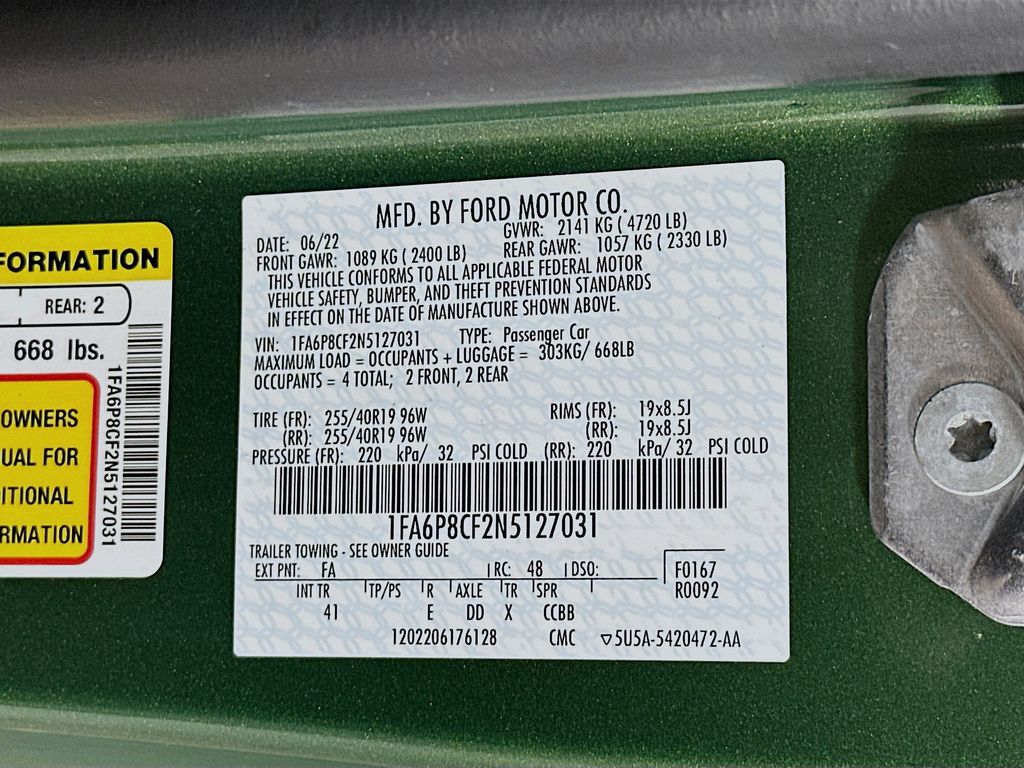 FORMATION
REAR: 2
668 lbs.
OWNERS
UAL FOR
ITIONAL
RMATION
1FA6P8CF2N5127031
MFD. BY FORD MOTOR CO.
DATE: 06/22 GVWR: 2141 KG ( 4720 LB)
FRONT GAWR: 1089 KG ( 2400 LB) REAR GAWR: 1057 KG ( 2330 LB)
THIS VEHICLE CONFORMS TO ALL APPLICABLE FEDERAL MOTOR
VEHICLE SAFETY, BUMPER, AND THEFT PREVENTION STANDARDS
IN EFFECT ON THE DATE OF MANUFACTURE SHOWN ABOVE.
VIN: 1FA6P8CF2N5127031 TYPE: Passenger Car
MAXIMUM LOAD = OCCUPANTS + LUGGAGE = 303KG/ 668LB
OCCUPANTS = 4 TOTAL; 2 FRONT, 2 REAR
TIRE (FR): 255/40R19 96W RIMS (FR): 19x8.5J
(RR): 255/40R19 96W (RR): 19x8.5J
PRESSURE (FR): 220 kPa/ 32 PSI COLD (RR): 220 kPa/ 32 PSI COLD
1FA6P8CF2N5127031
TRAILER TOWING - SEE OWNER GUIDE
EXT PNT: FA RC: 48 DSO: F0167
INT TR TP/PS R AXLE TR SPR R0092
41 E DD X CCBB
1202206176128 CMC ▽5U5A-5420472-AA